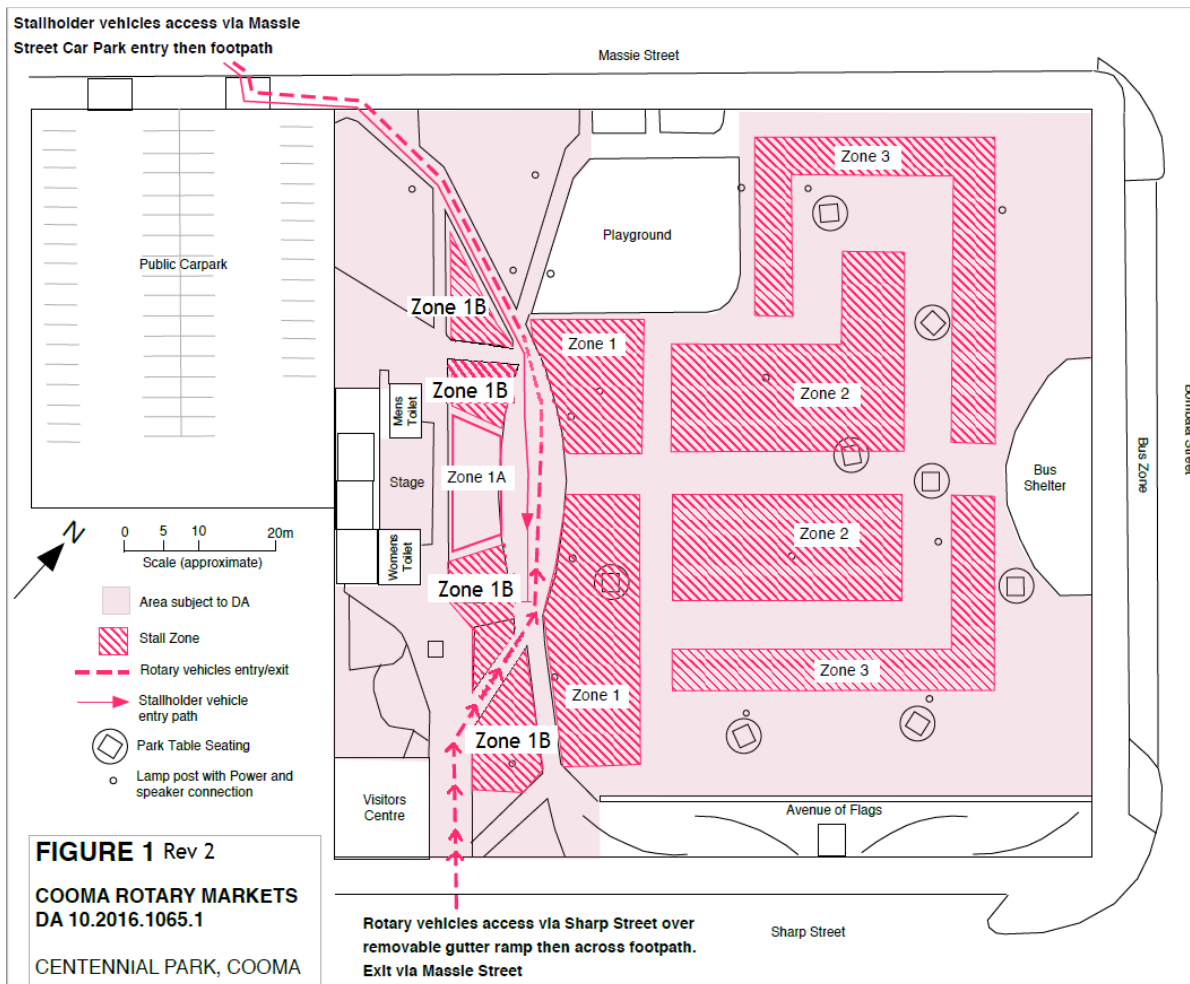 Stallholder vehicles access via Massie
Street Car Park entry then footpath
Massie Street
Zone 3
Playground
Public Carpark
Zone 1B
Zone 1
Zone 1B
Zone 2
Mens
Toilet
Stage
Zone 1A
Bus
Shelter
Bus Zone
Zone 2
N
0 5 10 20m
Scale (approximate)
Womens
Toilet
Zone 1B
Area subject to DA
Stall Zone
Rotary vehicles entry/exit
Zone 3
Stallholder vehicle
entry path
Zone 1
Park Table Seating
Zone 1B
Lamp post with Power and
speaker connection
Visitors
Centre
Avenue of Flags
FIGURE 1 Rev 2
COOMA ROTARY MARKETS
DA 10.2016.1065.1
CENTENNIAL PARK, COOMA
Rotary vehicles access via Sharp Street over
removable gutter ramp then across footpath.
Exit via Massie Street
Sharp Street